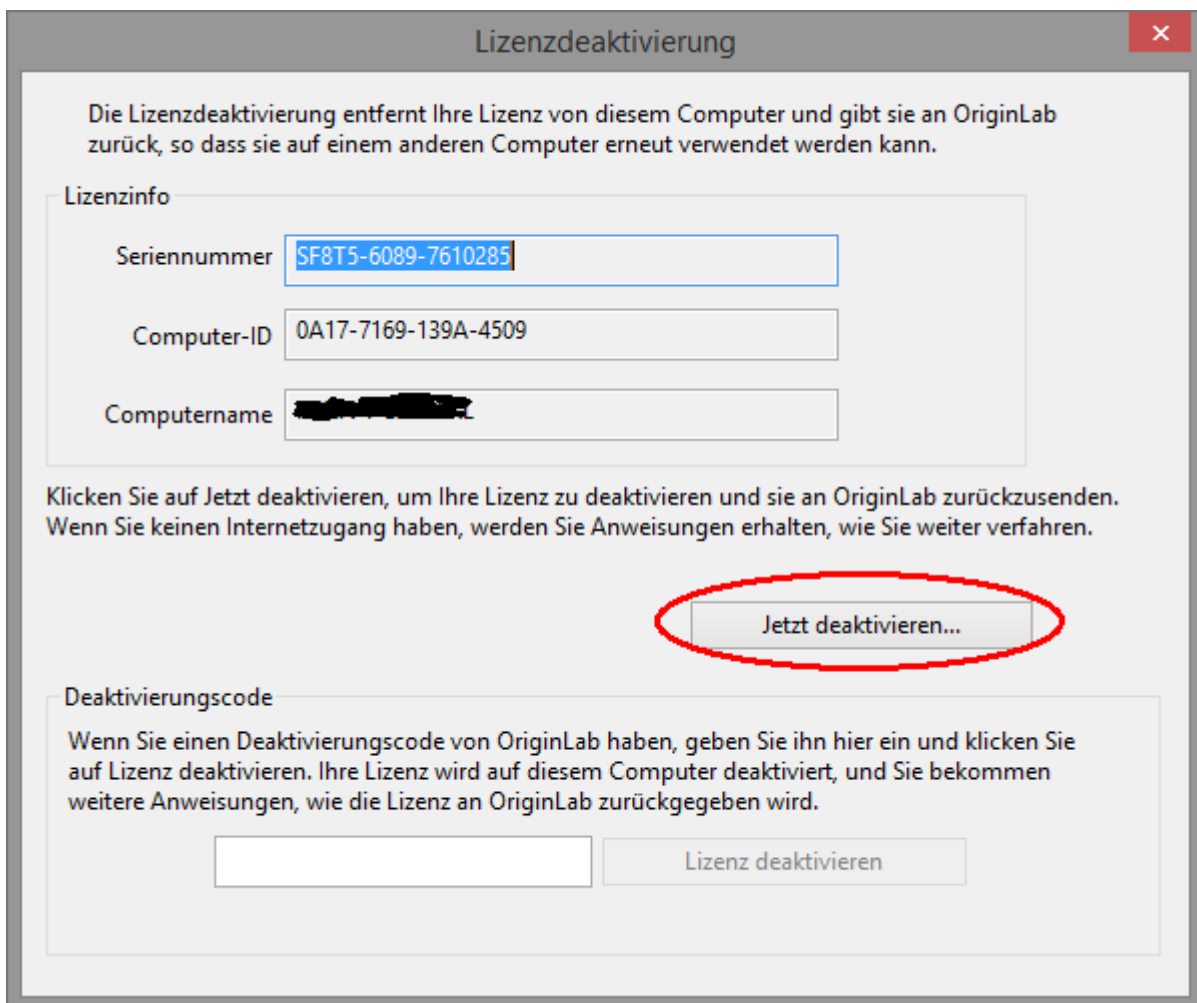 Lizenzdeaktivierung
Die Lizenzdeaktivierung entfernt Ihre Lizenz von diesem Computer und gibt sie an OriginLab
zurück, so dass sie auf einem anderen Computer erneut verwendet werden kann.
Lizenzinfo
Seriennummer SF8T5-6089-7610285
Computer-ID 0A17-7169-139A-4509
Computername
Klicken Sie auf Jetzt deaktivieren, um Ihre Lizenz zu deaktivieren und sie an OriginLab zurückzusenden.
Wenn Sie keinen Internetzugang haben, werden Sie Anweisungen erhalten, wie Sie weiter verfahren.
Jetzt deaktivieren...
Deaktivierungscode
Wenn Sie einen Deaktivierungscode von OriginLab haben, geben Sie ihn hier ein und klicken Sie
auf Lizenz deaktivieren. Ihre Lizenz wird auf diesem Computer deaktiviert, und Sie bekommen
weitere Anweisungen, wie die Lizenz an OriginLab zurückgegeben wird.
Lizenz deaktivieren